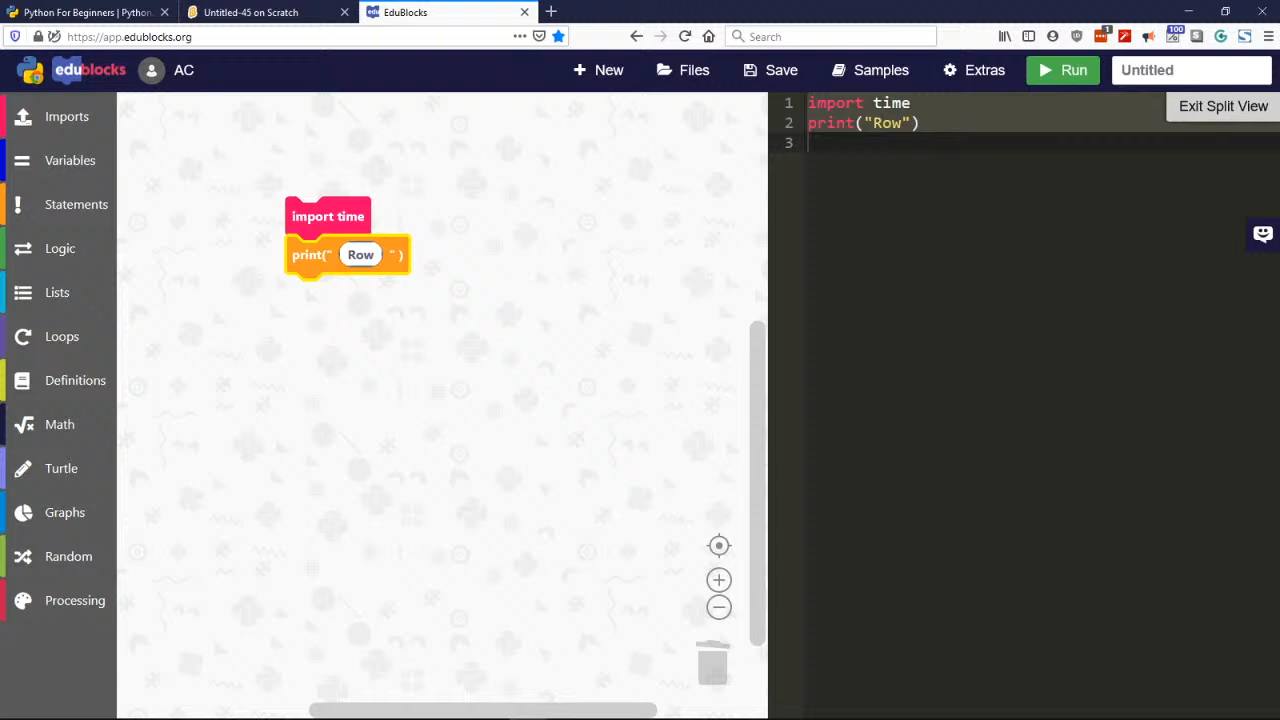 Python For Beginners | Python.
Untitled-45 on Scratch
EduBlocks
https://app.edublocks.org
Search
1
100
edublocks
AC
New
Files
Save
Samples
Extras
Run
Untitled
Imports
Variables
Statements
Logic
Lists
Loops
Definitions
Math
Turtle
Graphs
Random
Processing
import time
print(" Row " )
1 import time
2 print("Row")
3
Exit Split View